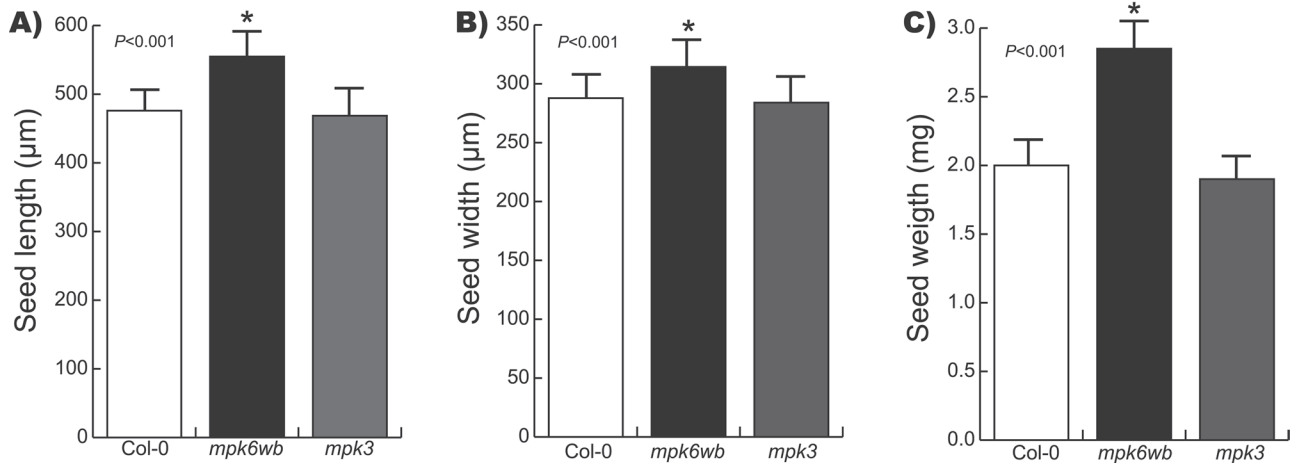 A)
Seed length (µm)
600
500
400
300
200
100
0
P<0.001
*
Col-0
mpk6wb
mpk3
B)
Seed width (µm)
350
300
250
200
150
100
50
0
P<0.001
*
Col-0
mpk6wb
mpk3
C)
Seed weigth (mg)
3.0
2.5
2.0
1.5
1.0
0.5
0.0
P<0.001
*
Col-0
mpk6wb
mpk3